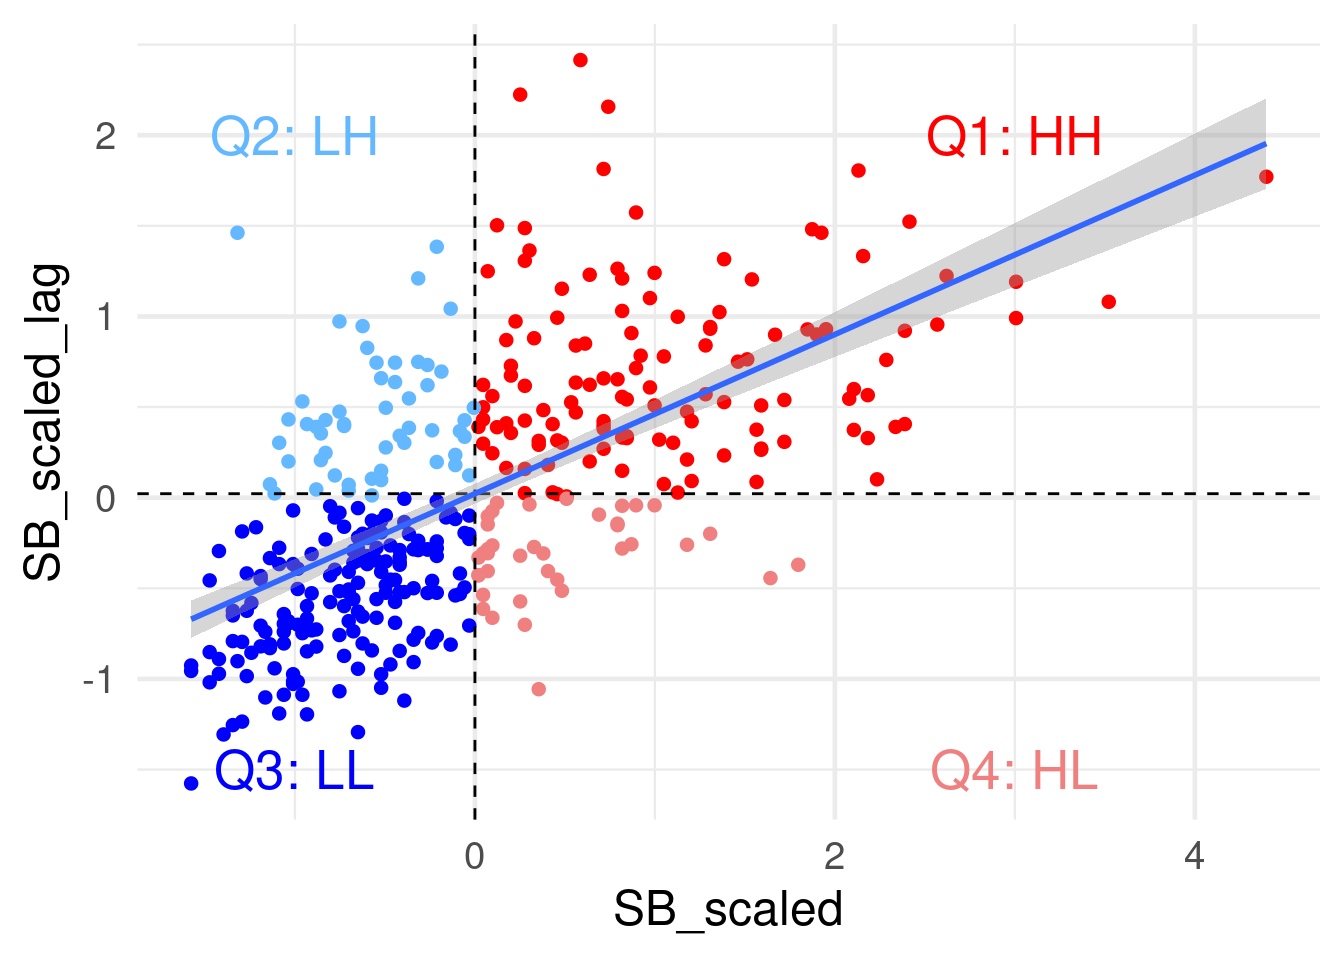 Q2: LH
Q1: HH
Q3: LL
Q4: HL
2
1
0
-1
0
2
4
SB_scaled
SB_scaled_lag